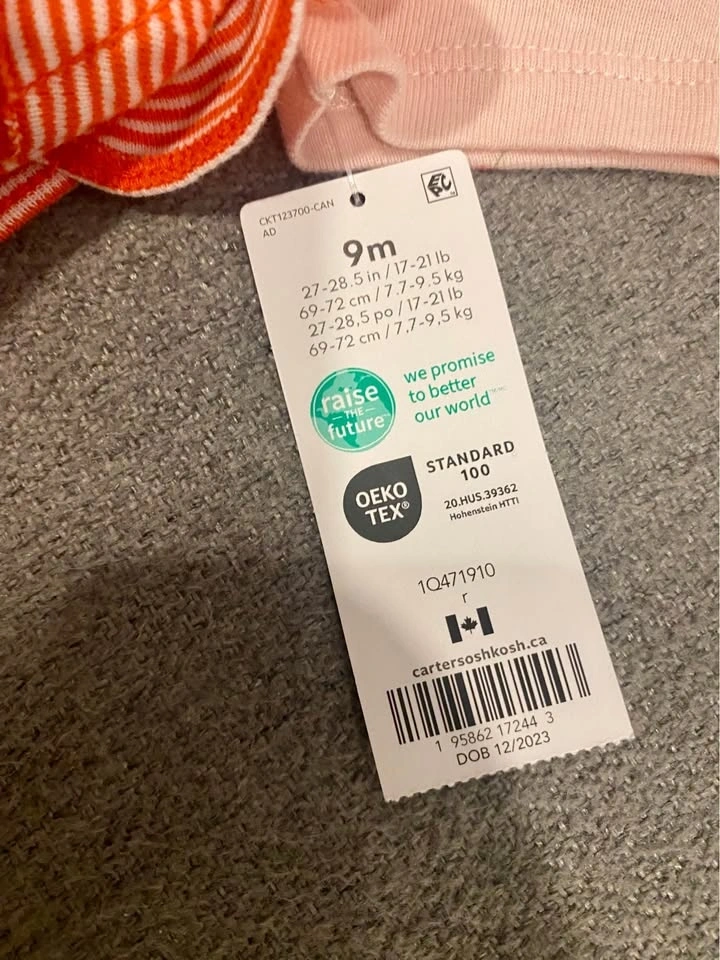 CKT123700-CAN
AD
9m
27-28.5 in / 17-21 lb
69-72 cm / 7.7-9.5 kg
27-28,5 po / 17-21 lb
69-72 cm / 7,7-9,5 kg
raise
THE
future
we promise
to better
our world
OEKO
TEX®
STANDARD
100
20.HUS.39362
Hohenstein HTTI
1Q471910
r
cartersoshkosh.ca
1 95862 17244 3
DOB 12/2023